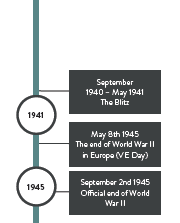 September
1940 – May 1941
The Blitz
1941
May 8th 1945
The end of World War II
in Europe (VE Day)
1945
September 2nd 1945
Official end of World
War II